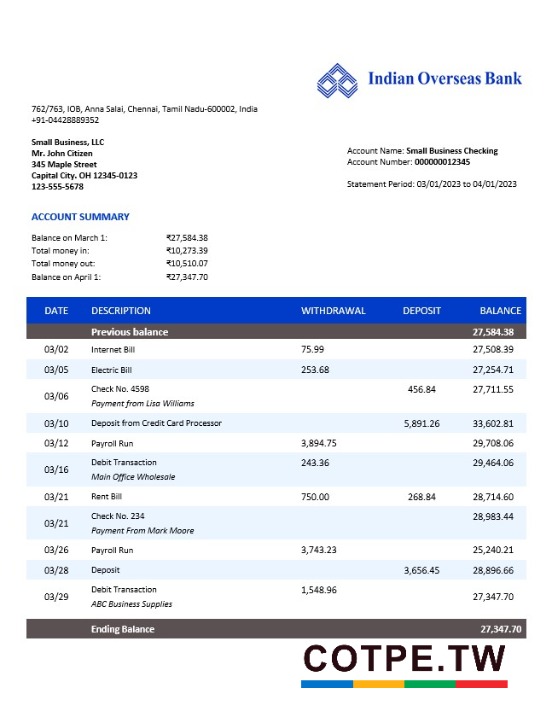 Indian Overseas Bank
762/763, IOB, Anna Salai, Chennai, Tamil Nadu-600002, India
+91-04428889352
Small Business, LLC
Mr. John Citizen
345 Maple Street
Capital City. OH 12345-0123
123-555-5678
Account Name: Small Business Checking
Account Number: 000000012345
Statement Period: 03/01/2023 to 04/01/2023
ACCOUNT SUMMARY
Balance on March 1: ₹27,584.38
Total money in: ₹10,273.39
Total money out: ₹10,510.07
Balance on April 1: ₹27,347.70
DATE DESCRIPTION WITHDRAWAL DEPOSIT BALANCE
Previous balance 27,584.38
03/02 Internet Bill 75.99 27,508.39
03/05 Electric Bill 253.68 27,254.71
03/06 Check No. 4598 456.84 27,711.55
Payment from Lisa Williams
03/10 Deposit from Credit Card Processor 5,891.26 33,602.81
03/12 Payroll Run 3,894.75 29,708.06
03/16 Debit Transaction 243.36 29,464.06
Main Office Wholesale
03/21 Rent Bill 750.00 268.84 28,714.60
03/21 Check No. 234 28,983.44
Payment From Mark Moore
03/26 Payroll Run 3,743.23 25,240.21
03/28 Deposit 3,656.45 28,896.66
03/29 Debit Transaction 1,548.96 27,347.70
ABC Business Supplies
Ending Balance 27,347.70
COTPE.TW